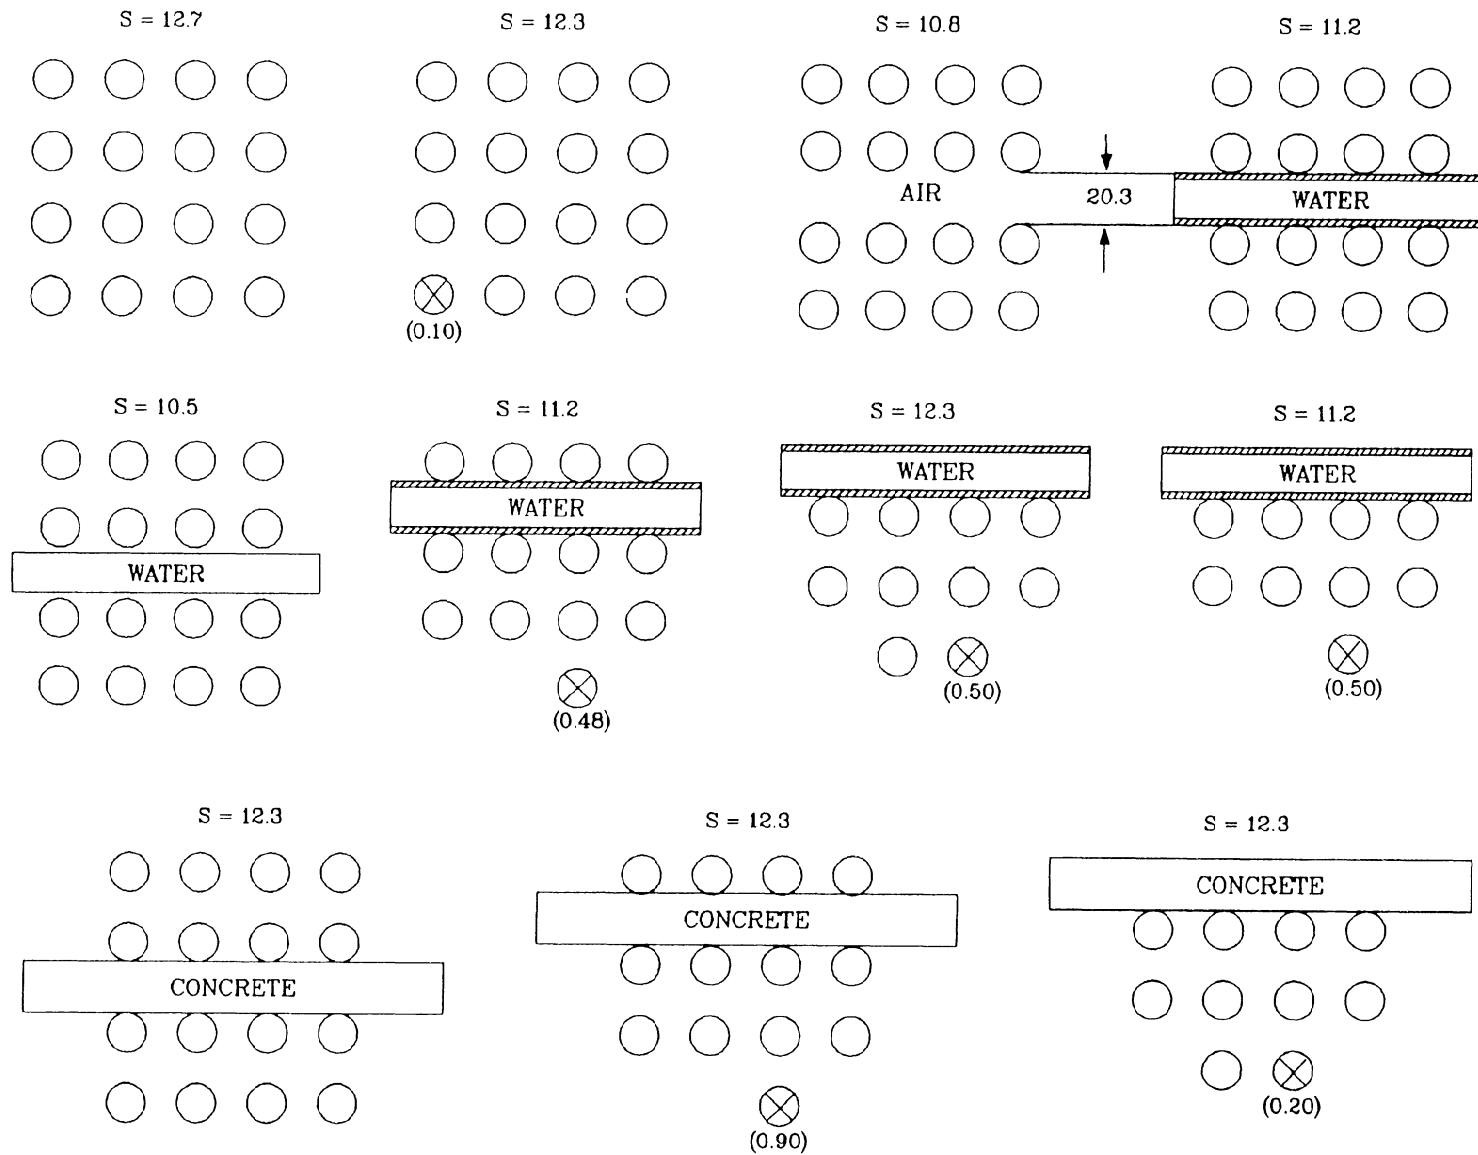 S = 12.7
S = 12.3
S = 10.8
S = 11.2
AIR
20.3
WATER
(0.10)
S = 10.5
S = 11.2
S = 12.3
S = 11.2
WATER
WATER
WATER
WATER
(0.48)
(0.50)
(0.50)
S = 12.3
S = 12.3
S = 12.3
CONCRETE
CONCRETE
CONCRETE
(0.90)
(0.20)